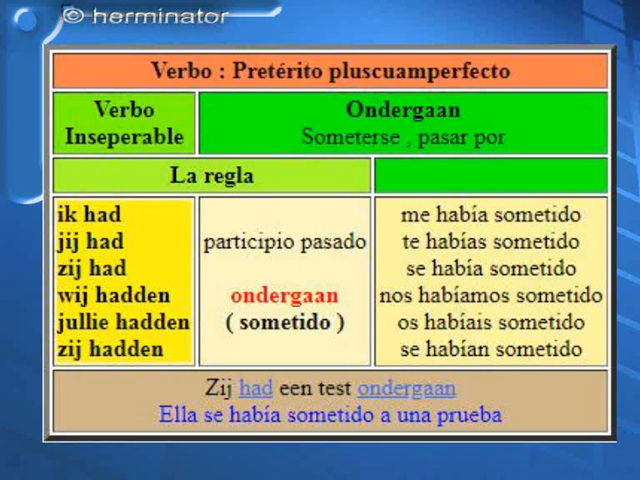 © herminator
Verbo : Pretérito pluscuamperfecto
Verbo
Inseperable
Ondergaan
Someterse , pasar por
La regla
ik had
jij had
zij had
wij hadden
jullie hadden
zij hadden
participio pasado
ondergaan
( sometido )
me había sometido
te habías sometido
se había sometido
nos habíamos sometido
os habíais sometido
se habían sometido
Zij had een test ondergaan
Ella se había sometido a una prueba